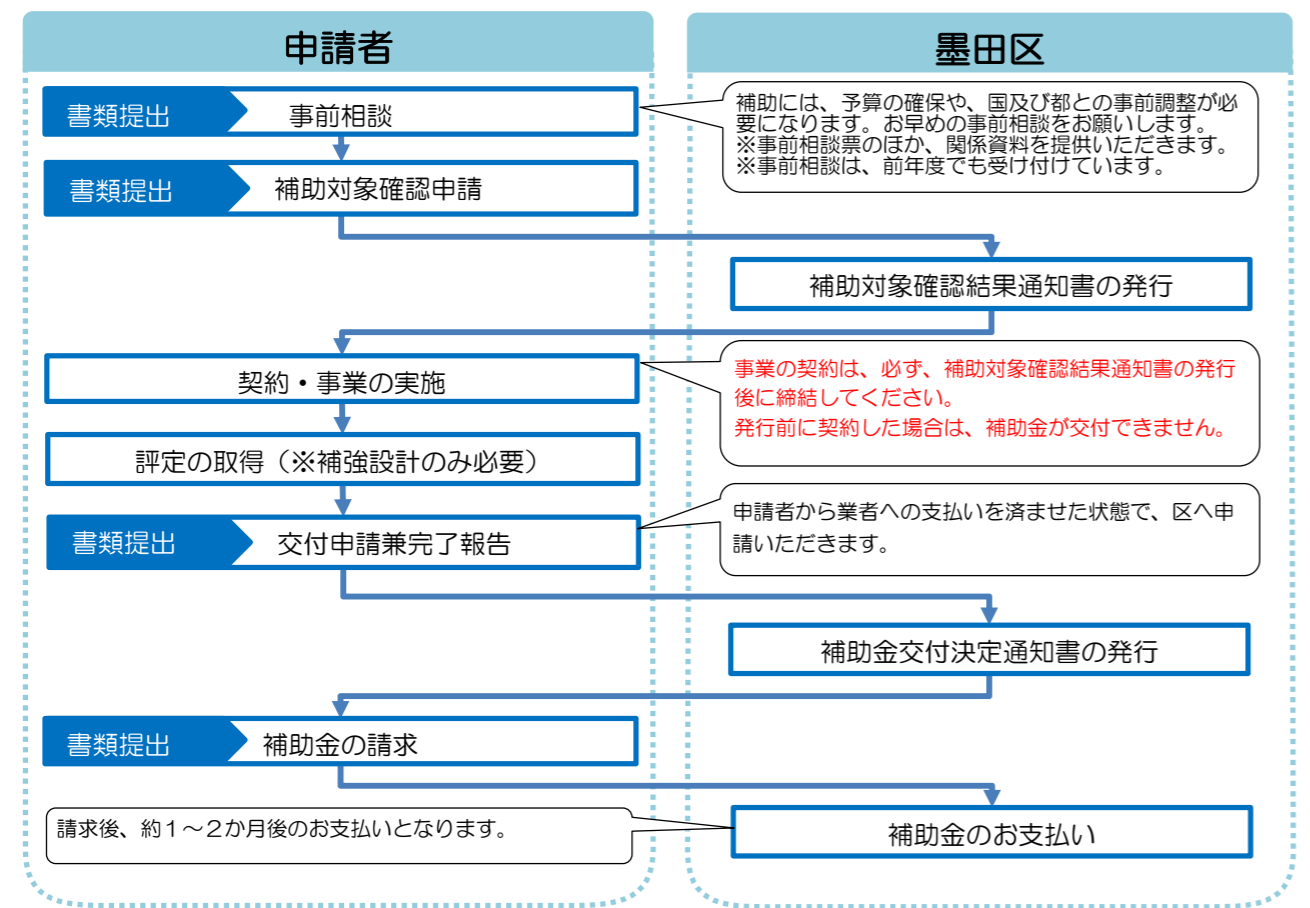 申請者
墨田区
書類提出 事前相談
補助には、予算の確保や、国及び都との事前調整が必
要になります。お早めの事前相談をお願いします。
※事前相談票のほか、関係資料を提供いただきます。
※事前相談は、前年度でも受け付けています。
書類提出 補助対象確認申請
補助対象確認結果通知書の発行
契約・事業の実施
事業の契約は、必ず、補助対象確認結果通知書の発行
後に締結してください。
発行前に契約した場合は、補助金が交付できません。
評定の取得（※補強設計のみ必要）
書類提出 交付申請兼完了報告
申請者から業者への支払いを済ませた状態で、区へ申
請いただきます。
補助金交付決定通知書の発行
書類提出 補助金の請求
請求後、約１～２か月後のお支払いとなります。
補助金のお支払い